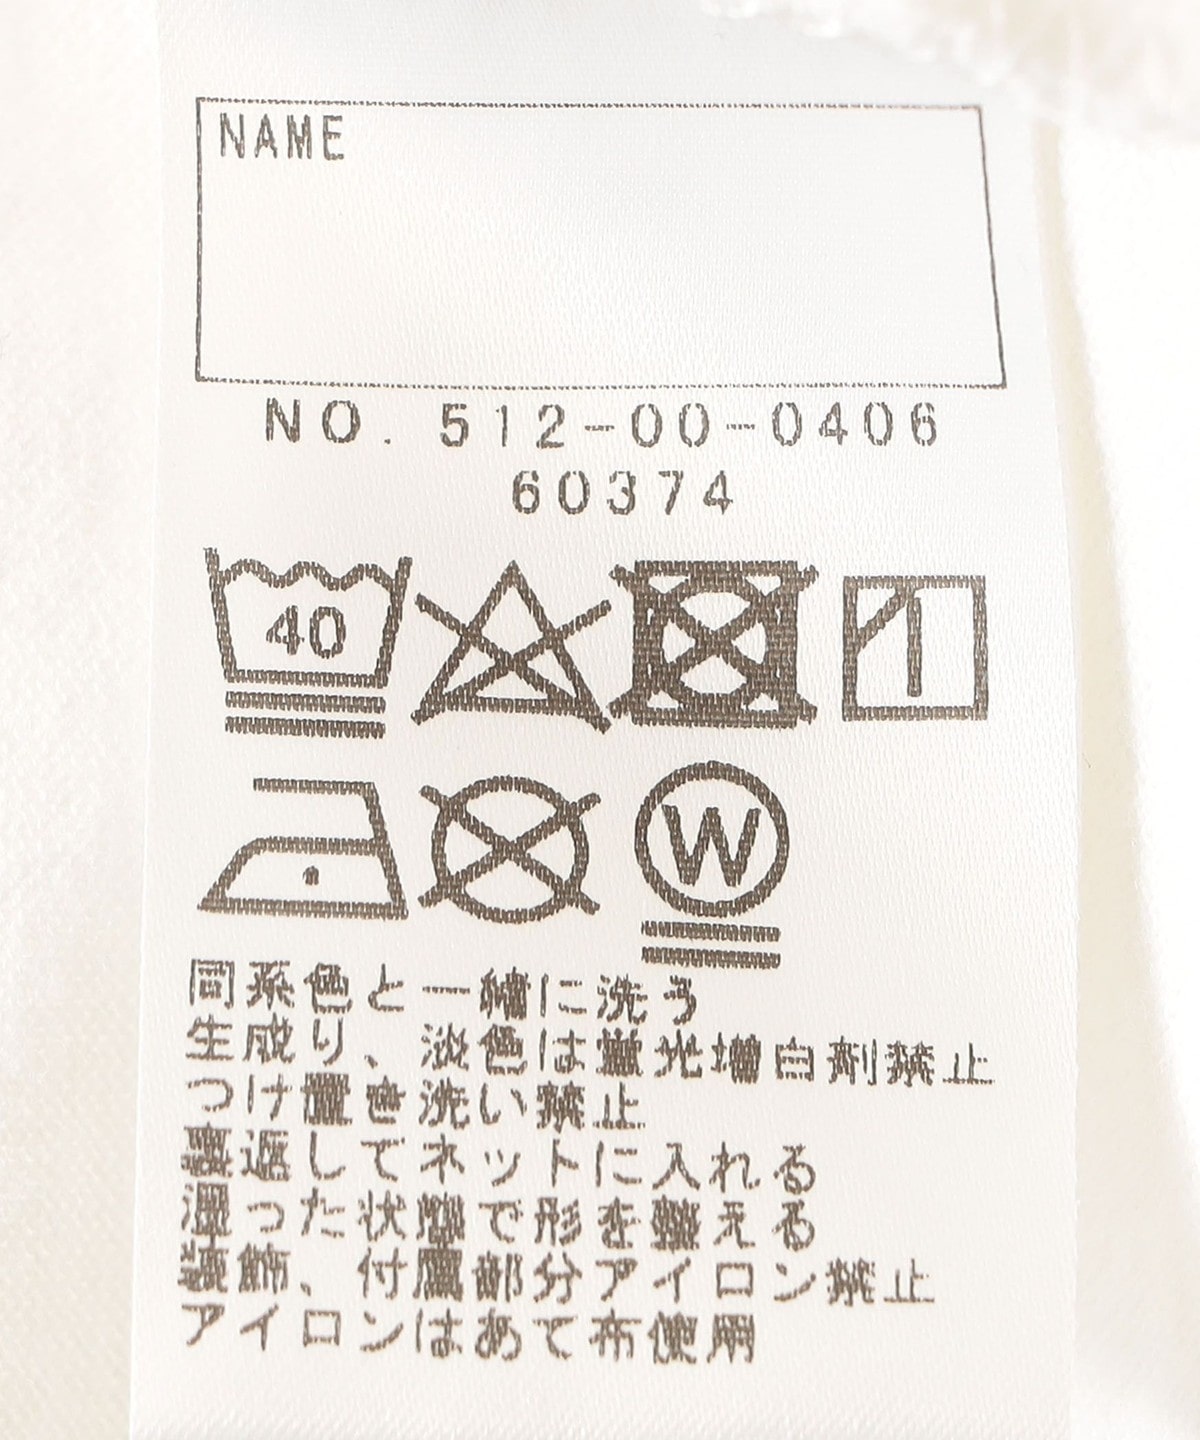 NAME
NO. 512-00-0406
60374
40
W
同系色と一緒に洗う
生成り、淡色は蛍光増白剤禁止
つけ置き洗い禁止
裏返してネットに入れる
湿った状態で形を整える
装飾、付属部分アイロン禁止
アイロンはあて布使用